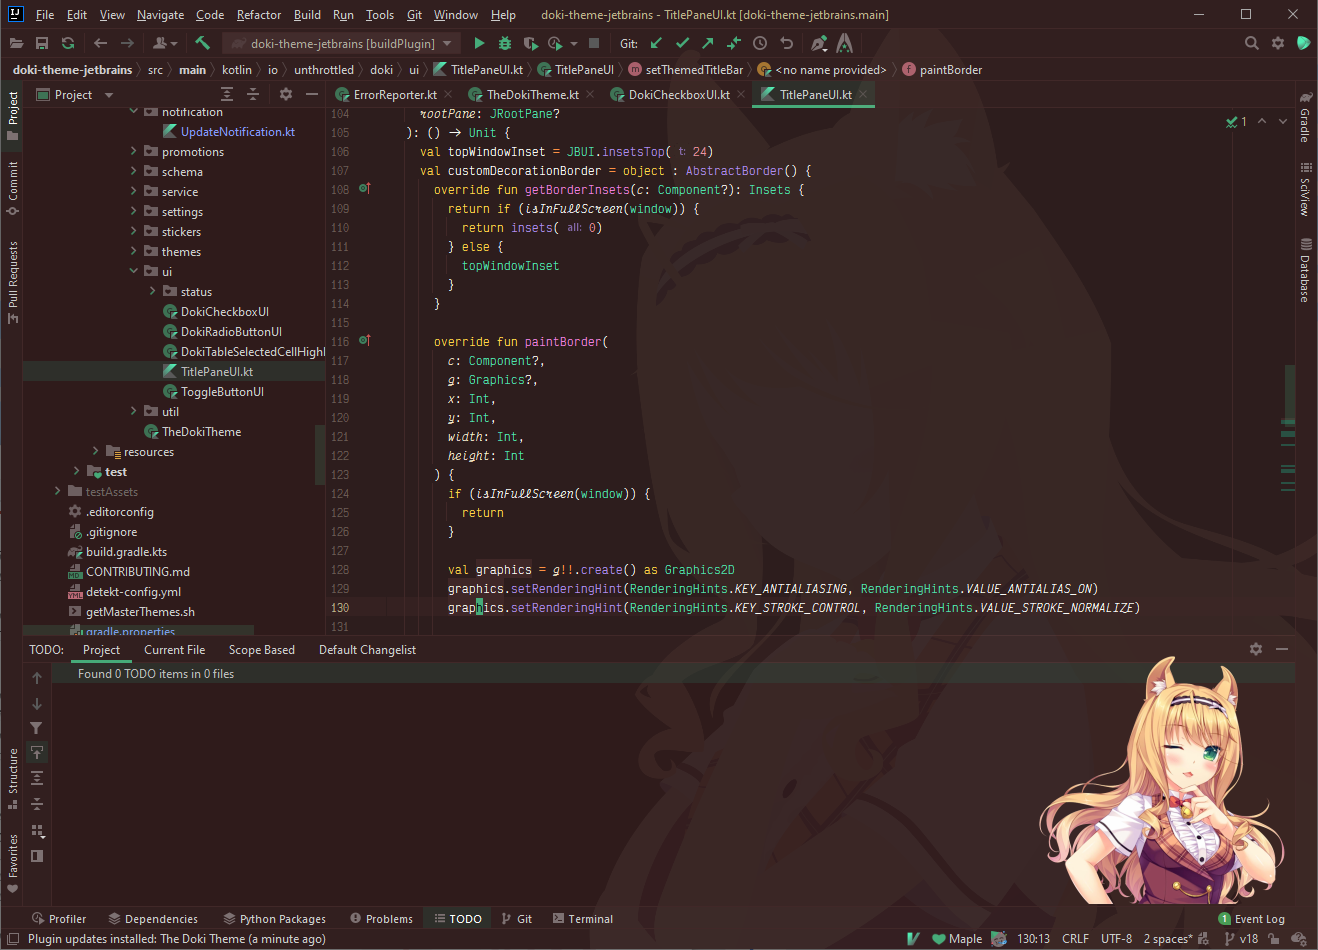 IJ File Edit View Navigate Code Refactor Build Run Tools Git Window Help doki-theme-jetbrains - TitlePaneUI.kt [doki-theme-jetbrains.main]
doki-theme-jetbrains [buildPlugin] Git:
doki-theme-jetbrains src main kotlin io unthrottled doki ui TitlePaneUI.kt TitlePaneUI setThemedTitleBar <no name provided> paintBorder
Project
ErrorReporter.kt TheDokiTheme.kt DokiCheckboxUI.kt TitlePaneUI.kt
Project
Commit
Pull Requests
Structure
Favorites
notification
UpdateNotification.kt
promotions
schema
service
settings
stickers
themes
ui
status
DokiCheckboxUI
DokiRadioButtonUI
DokiTableSelectedCellHighl
TitlePaneUI.kt
ToggleButtonUI
util
TheDokiTheme
resources
test
testAssets
.editorconfig
.gitignore
build.gradle.kts
CONTRIBUTING.md
detekt-config.yml
getMasterThemes.sh
gradle.properties
104 rootPane: JRootPane?
105 ): () → Unit {
106 val topWindowInset = JBUI.insetsTop( t: 24)
107 val customDecorationBorder = object : AbstractBorder() {
108 override fun getBorderInsets(c: Component?): Insets {
109 return if (isInFullScreen(window)) {
110 return insets( all: 0)
111 } else {
112 topWindowInset
113 }
114 }
115
116 override fun paintBorder(
117 c: Component?,
118 g: Graphics?,
119 x: Int,
120 y: Int,
121 width: Int,
122 height: Int
123 ) {
124 if (isInFullScreen(window)) {
125 return
126 }
127
128 val graphics = g!!.create() as Graphics2D
129 graphics.setRenderingHint(RenderingHints.KEY_ANTIALIASING, RenderingHints.VALUE_ANTIALIAS_ON)
130 graphics.setRenderingHint(RenderingHints.KEY_STROKE_CONTROL, RenderingHints.VALUE_STROKE_NORMALIZE)
131
1
Gradle
SciView
Database
TODO: Project Current File Scope Based Default Changelist
Found 0 TODO items in 0 files
Profiler Dependencies Python Packages Problems TODO Git Terminal 1 Event Log
Plugin updates installed: The Doki Theme (a minute ago) Maple 130:13 CRLF UTF-8 2 spaces* v18